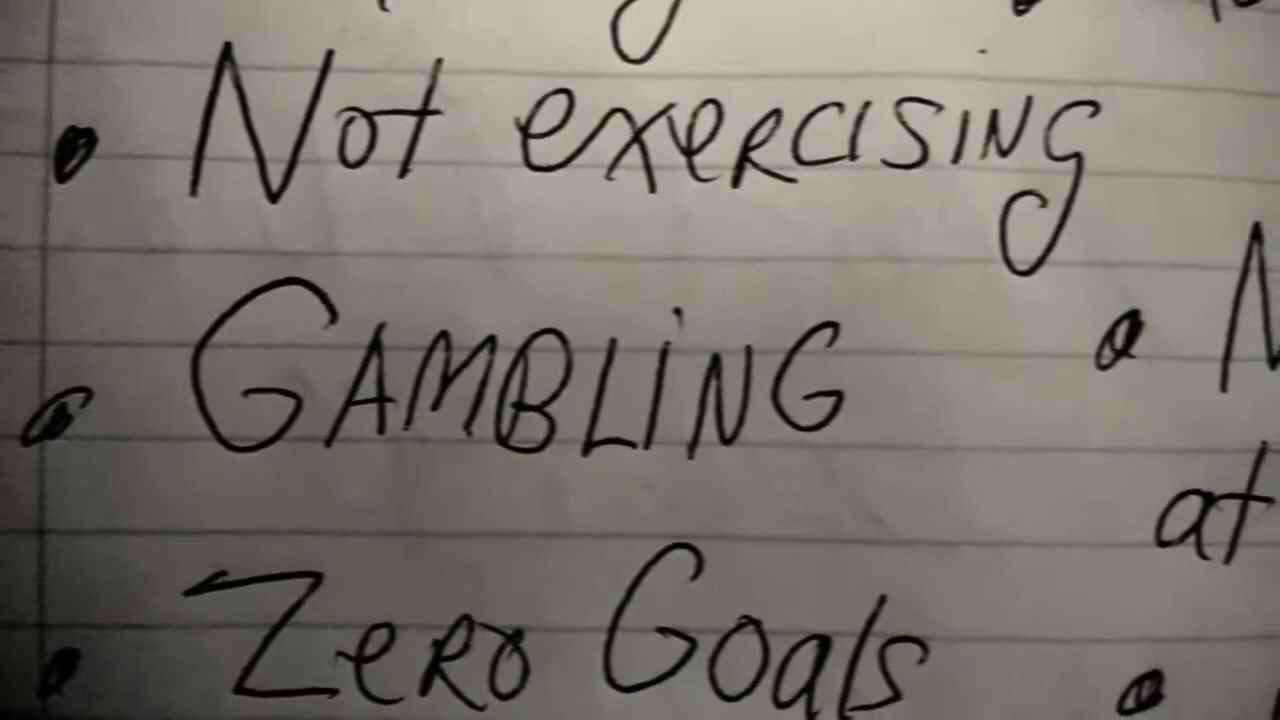 • Not exercising
• GAMBLING
at
• Zero Goals